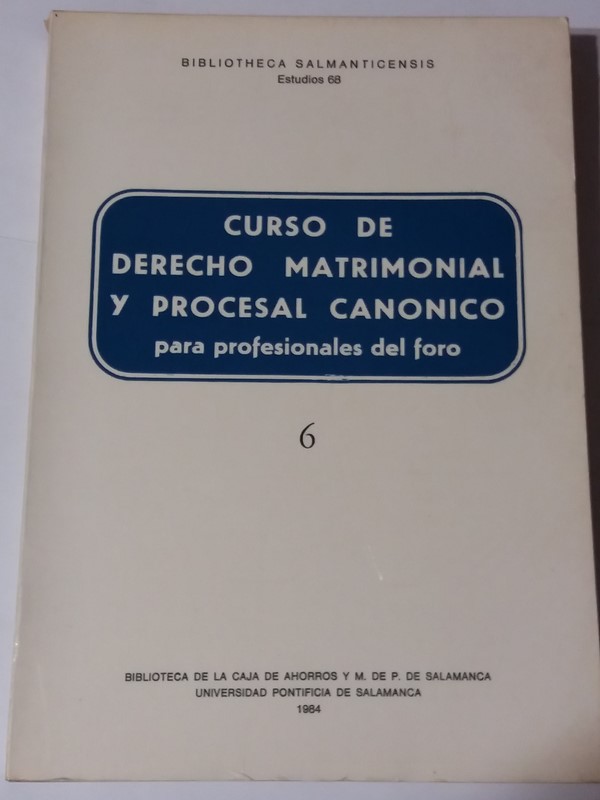 BIBLIOTHECA SALMANTICENSIS
Estudios 68
CURSO DE
DERECHO MATRIMONIAL
Y PROCESAL CANONICO
para profesionales del foro
6
BIBLIOTECA DE LA CAJA DE AHORROS Y M. DE P. DE SALAMANCA
UNIVERSIDAD PONTIFICIA DE SALAMANCA
1984